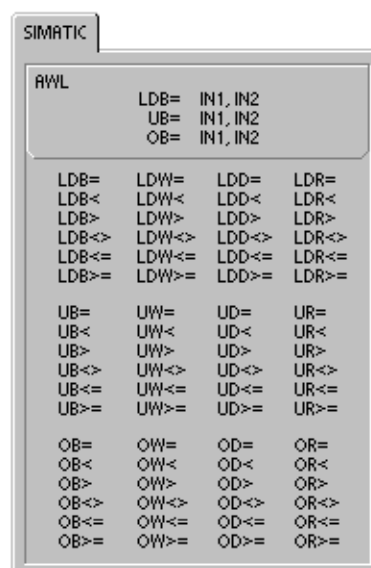 SIMATIC
AWL
LDB= IN1, IN2
UB= IN1, IN2
OB= IN1, IN2
LDB= LDW= LDD= LDR=
LDB< LDW< LDD< LDR<
LDB> LDW> LDD> LDR>
LDB<> LDW<> LDD<> LDR<>
LDB<= LDW<= LDD<= LDR<=
LDB>= LDW>= LDD>= LDR>=
UB= UW= UD= UR=
UB< UW< UD< UR<
UB> UW> UD> UR>
UB<> UW<> UD<> UR<>
UB<= UW<= UD<= UR<=
UB>= UW>= UD>= UR>=
OB= OW= OD= OR=
OB< OW< OD< OR<
OB> OW> OD> OR>
OB<> OW<> OD<> OR<>
OB<= OW<= OD<= OR<=
OB>= OW>= OD>= OR>=